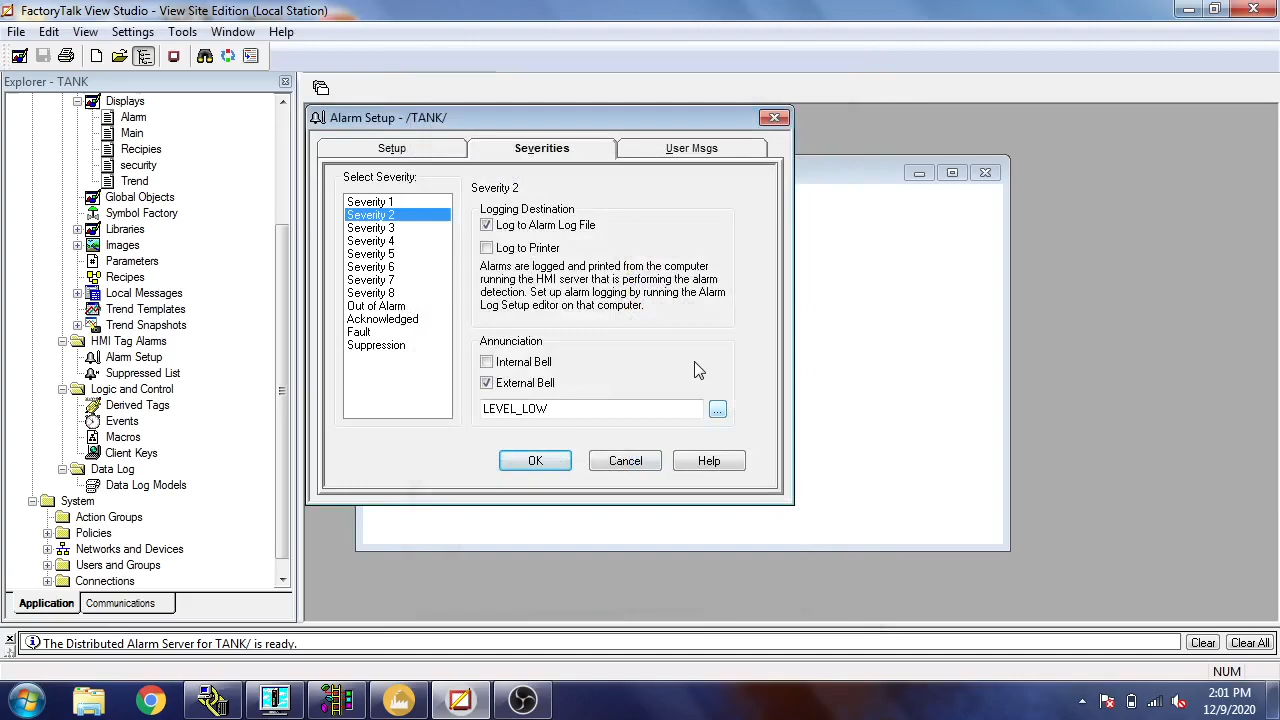 FactoryTalk View Studio - View Site Edition (Local Station)
File Edit View Settings Tools Window Help
Explorer - TANK
Displays
Alarm
Main
Recipies
security
Trend
Global Objects
Symbol Factory
Libraries
Images
Parameters
Recipes
Local Messages
Trend Templates
Trend Snapshots
HMI Tag Alarms
Alarm Setup
Suppressed List
Logic and Control
Derived Tags
Events
Macros
Client Keys
Data Log
Data Log Models
System
Action Groups
Policies
Networks and Devices
Users and Groups
Connections
Application Communications
Alarm Setup - /TANK/
Setup Severities User Msgs
Select Severity:
Severity 1
Severity 2
Severity 3
Severity 4
Severity 5
Severity 6
Severity 7
Severity 8
Out of Alarm
Acknowledged
Fault
Suppression
Severity 2
Logging Destination
Log to Alarm Log File
Log to Printer
Alarms are logged and printed from the computer
running the HMI server that is performing the alarm
detection. Set up alarm logging by running the Alarm
Log Setup editor on that computer.
Annunciation
Internal Bell
External Bell
LEVEL_LOW ...
OK Cancel Help
The Distributed Alarm Server for TANK/ is ready.
Clear Clear All
NUM
2:01 PM
12/9/2020